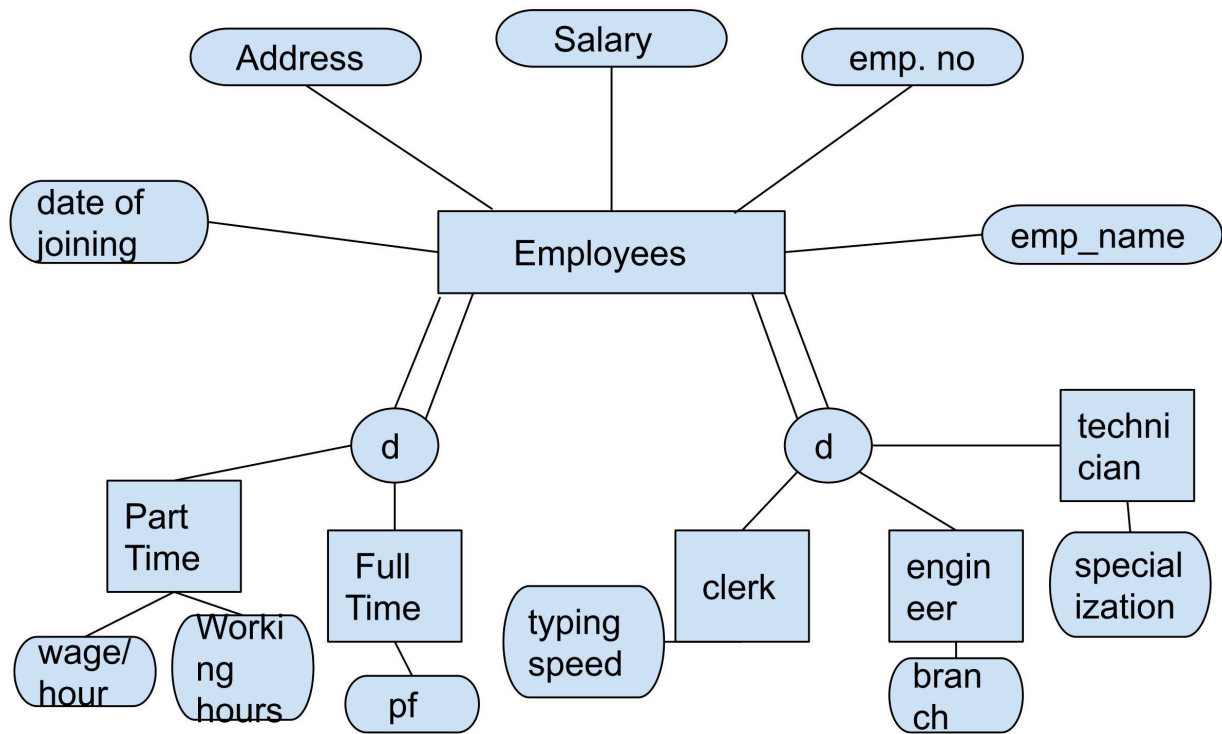 Address
Salary
emp. no
date of
joining
Employees
emp_name
d
d
techni
cian
Part
Time
Full
Time
clerk
engin
eer
special
ization
wage/
hour
Worki
ng
hours
pf
typing
speed
bran
ch